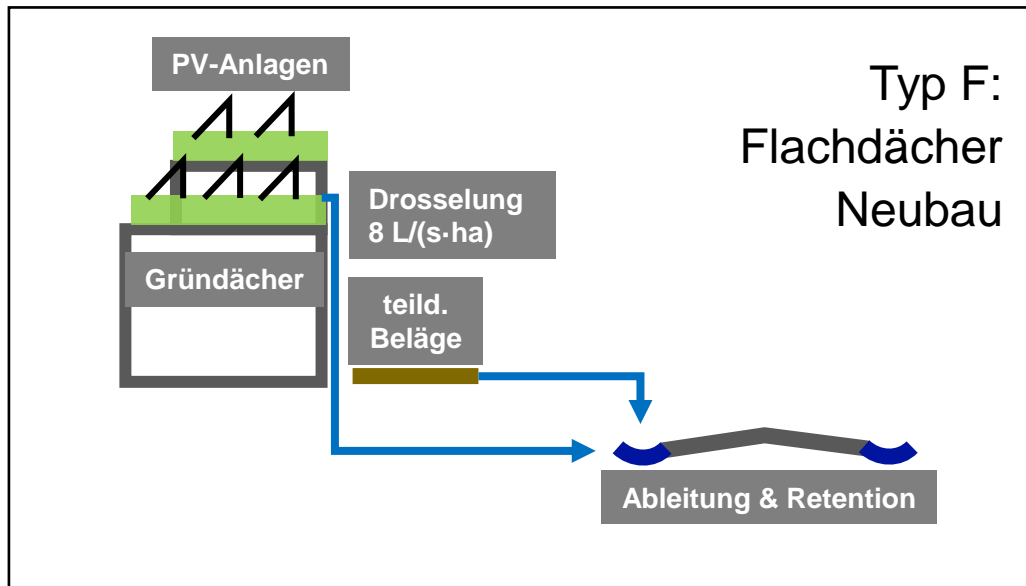 PV-Anlagen
Typ F:
Flachdächer
Neubau
Drosselung
8 L/(s·ha)
Gründächer
teild.
Beläge
Ableitung & Retention